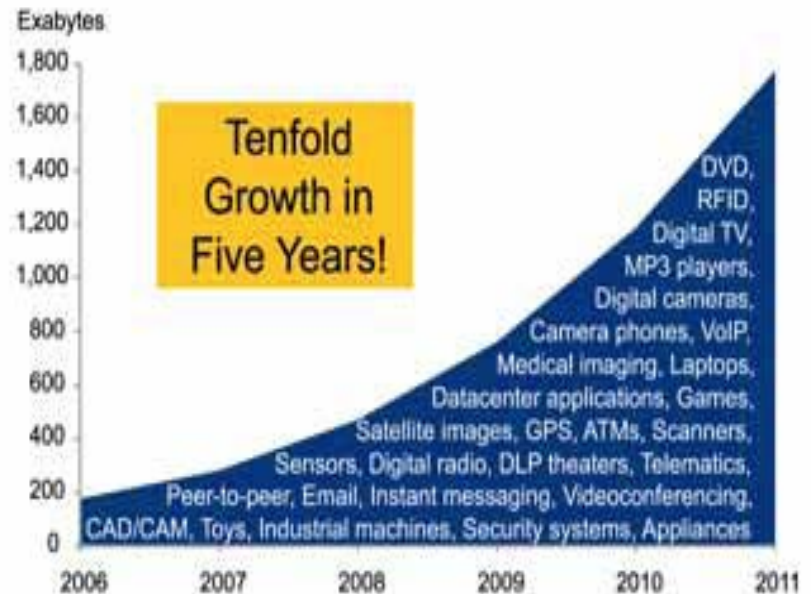 Exabytes
1,800
1,600
1,400
1,200
1,000
800
600
400
200
0
Tenfold
Growth in
Five Years!
DVD,
RFID,
Digital TV,
MP3 players,
Digital cameras,
Camera phones, VoIP,
Medical imaging, Laptops,
Datacenter applications, Games,
Satellite images, GPS, ATMs, Scanners,
Sensors, Digital radio, DLP theaters, Telematics,
Peer-to-peer, Email, Instant messaging, Videoconferencing,
CAD/CAM, Toys, Industrial machines, Security systems, Appliances
2006 2007 2008 2009 2010 2011